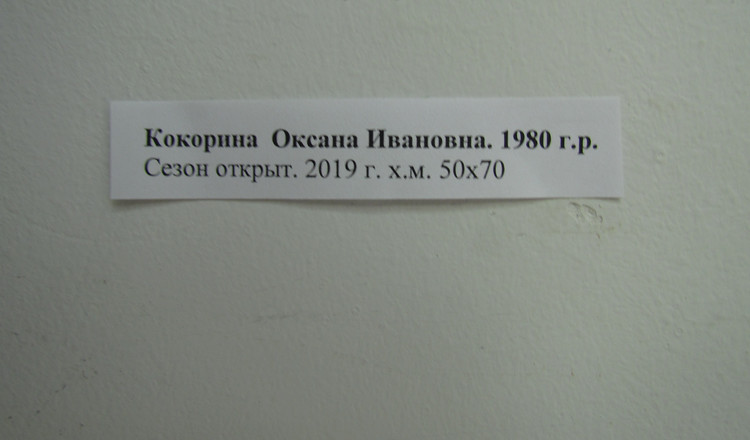 Кокорина Оксана Ивановна. 1980 г.р.
Сезон открыт. 2019 г. х.м. 50х70